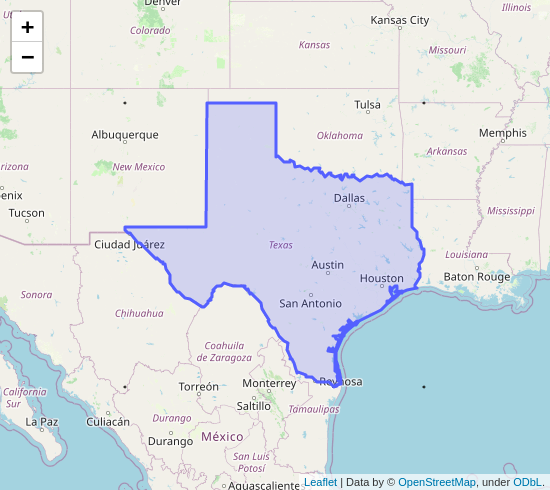 Denver
Illinois
Kansas City
Colorado
Kansas
Missouri
+
−
Tulsa
Albuquerque
Memphis
Oklahoma
Arkansas
New Mexico
rizona
enix
Dallas
Tucson
Mississippi
Ciudad Juárez
Texas
Louisiana
Austin
Baton Rouge
Houston
Sonora
San Antonio
Chihuahua
Coahuila
de Zaragoza
Reynosa
Monterrey
Torreón
California
Sur
Saltillo
Tamaulipas
La Paz
Culiacán
Durango
Durango
México
San Luis
Potosí
Aguascalientes
Leaflet | Data by © OpenStreetMap, under ODbL.